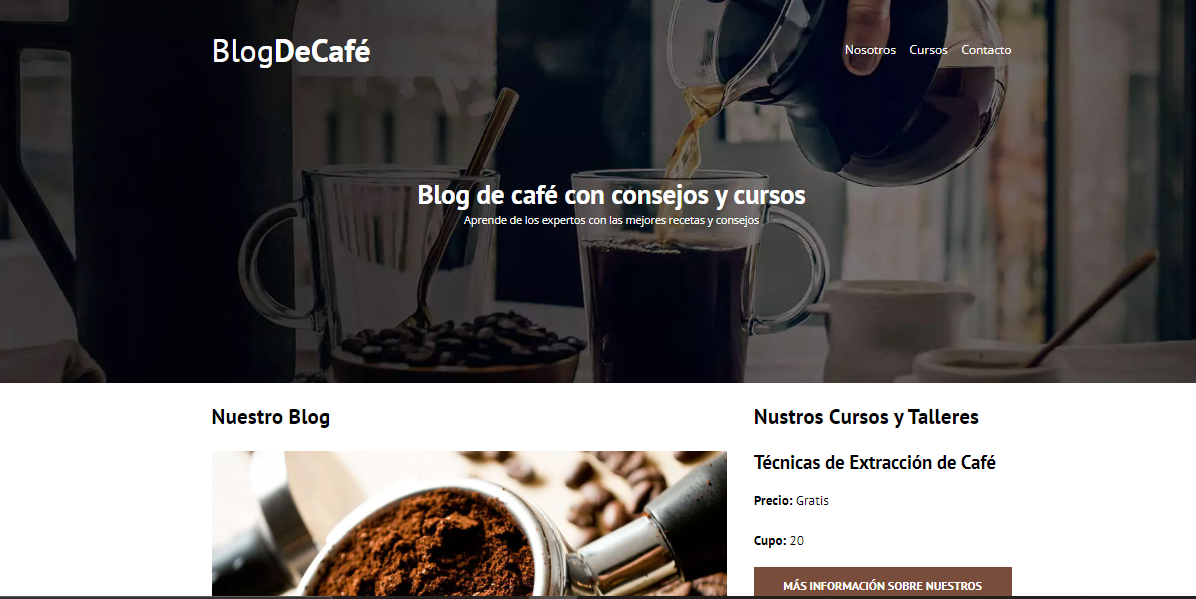 BlogDeCafé
Nosotros Cursos Contacto
Blog de café con consejos y cursos
Aprende de los expertos con las mejores recetas y consejos
Nuestro Blog
Nustros Cursos y Talleres
Técnicas de Extracción de Café
Precio: Gratis
Cupo: 20
MÁS INFORMACIÓN SOBRE NUESTROS